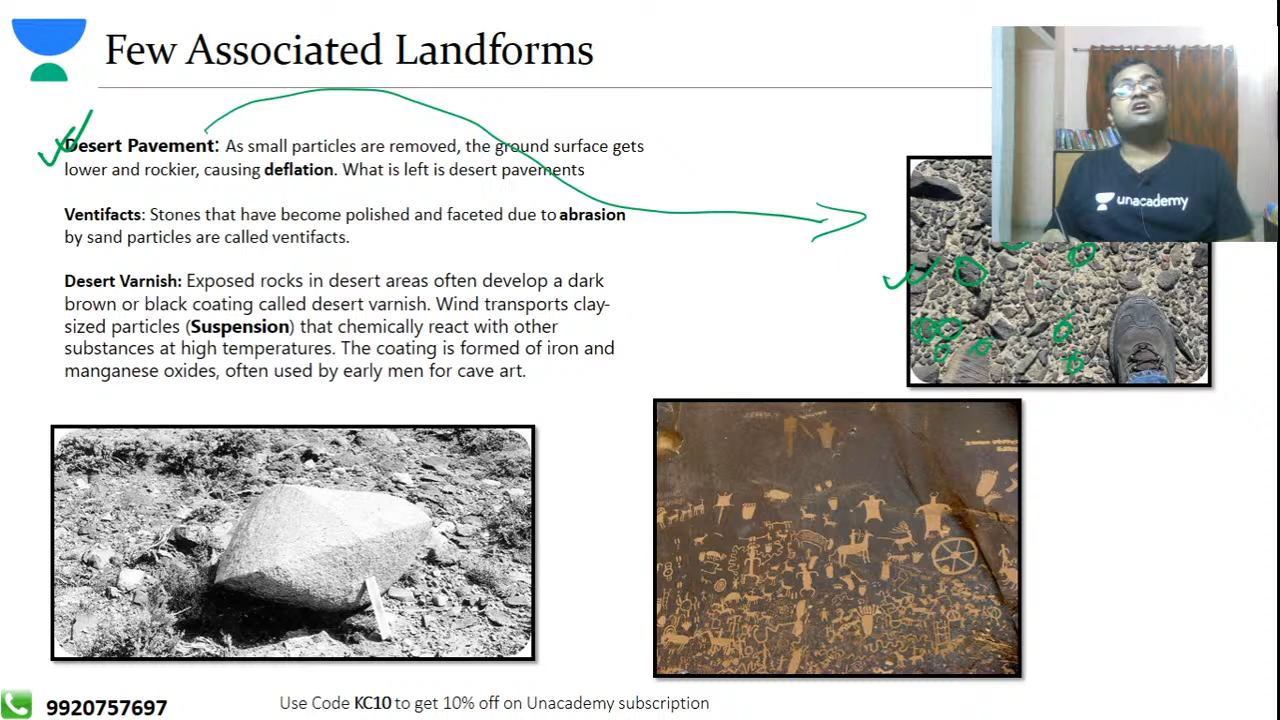 Few Associated Landforms
Desert Pavement: As small particles are removed, the ground surface gets
lower and rockier, causing deflation. What is left is desert pavements
Ventifacts: Stones that have become polished and faceted due to abrasion
by sand particles are called ventifacts.
Desert Varnish: Exposed rocks in desert areas often develop a dark
brown or black coating called desert varnish. Wind transports clay-
sized particles (Suspension) that chemically react with other
substances at high temperatures. The coating is formed of iron and
manganese oxides, often used by early men for cave art.
unacademy
9920757697
Use Code KC10 to get 10% off on Unacademy subscription